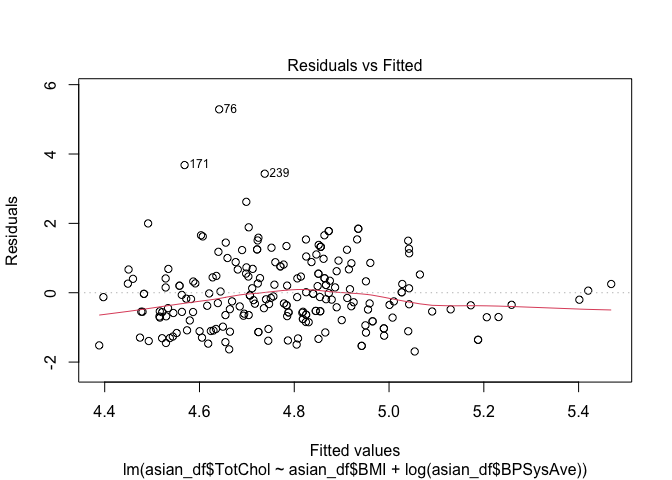 Residuals vs Fitted
6
76
4
171
239
Residuals
2
0
-2
4.4 4.6 4.8 5.0 5.2 5.4
Fitted values
lm(asian_df$TotChol ~ asian_df$BMI + log(asian_df$BPSysAve))